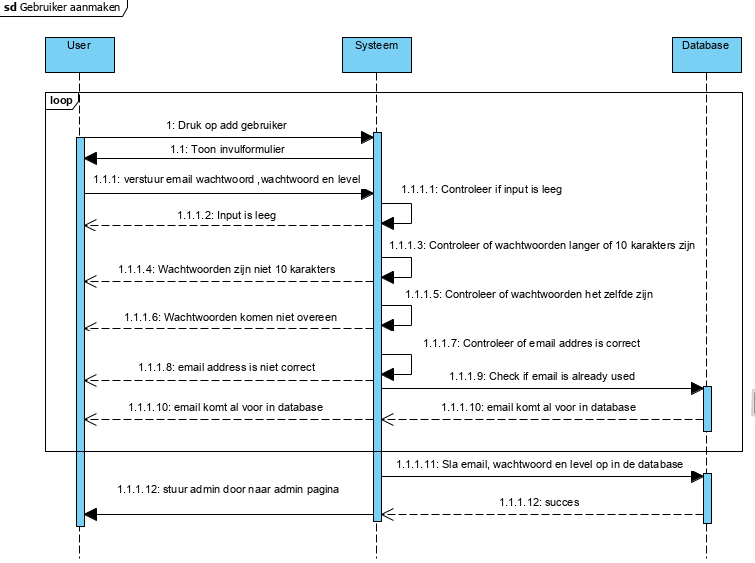 sd Gebruiker aanmaken
User
Systeem
Database
loop
1: Druk op add gebruiker
1.1: Toon invulformulier
1.1.1: verstuur email wachtwoord ,wachtwoord en level
1.1.1.1: Controleer if input is leeg
1.1.1.2: Input is leeg
1.1.1.3: Controleer of wachtwoorden langer of 10 karakters zijn
1.1.1.4: Wachtwoorden zijn niet 10 karakters
1.1.1.5: Controleer of wachtwoorden het zelfde zijn
1.1.1.6: Wachtwoorden komen niet overeen
1.1.1.7: Controleer of email addres is correct
1.1.1.8: email address is niet correct
1.1.1.9: Check if email is already used
1.1.1.10: email komt al voor in database
1.1.1.10: email komt al voor in database
1.1.1.11: Sla email, wachtwoord en level op in de database
1.1.1.12: stuur admin door naar admin pagina
1.1.1.12: succes